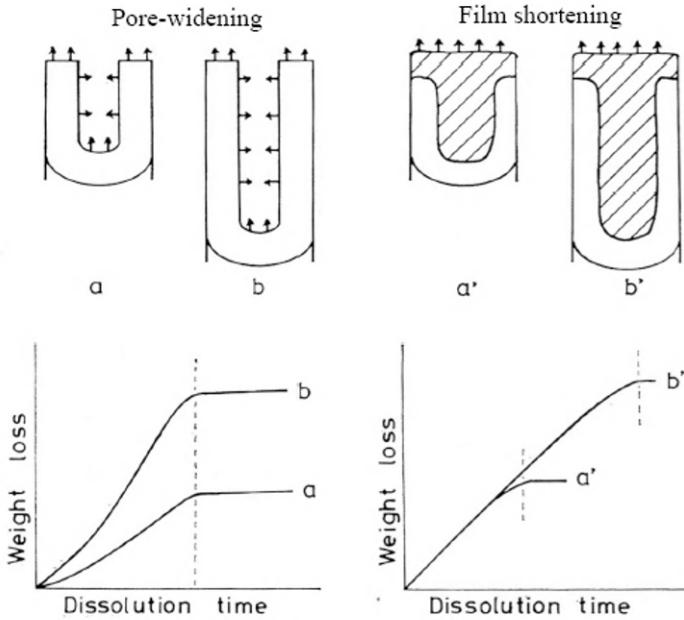 Pore-widening
Film shortening
a
b
a'
b'
Weight loss
b
a
Dissolution time
Weight loss
b'
a'
Dissolution time